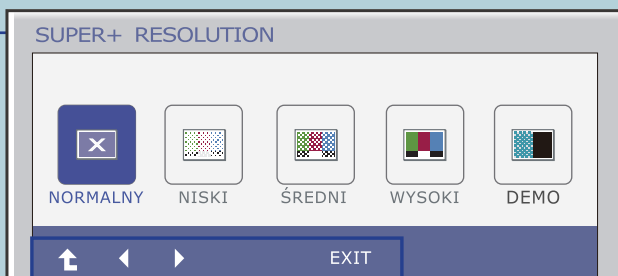 SUPER+ RESOLUTION
NORMALNY NISKI ŚREDNI WYSOKI DEMO
EXIT